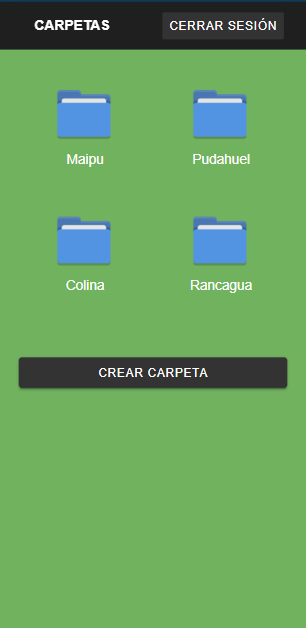 CARPETAS CERRAR SESIÓN
Maipu Pudahuel
Colina Rancagua
CREAR CARPETA